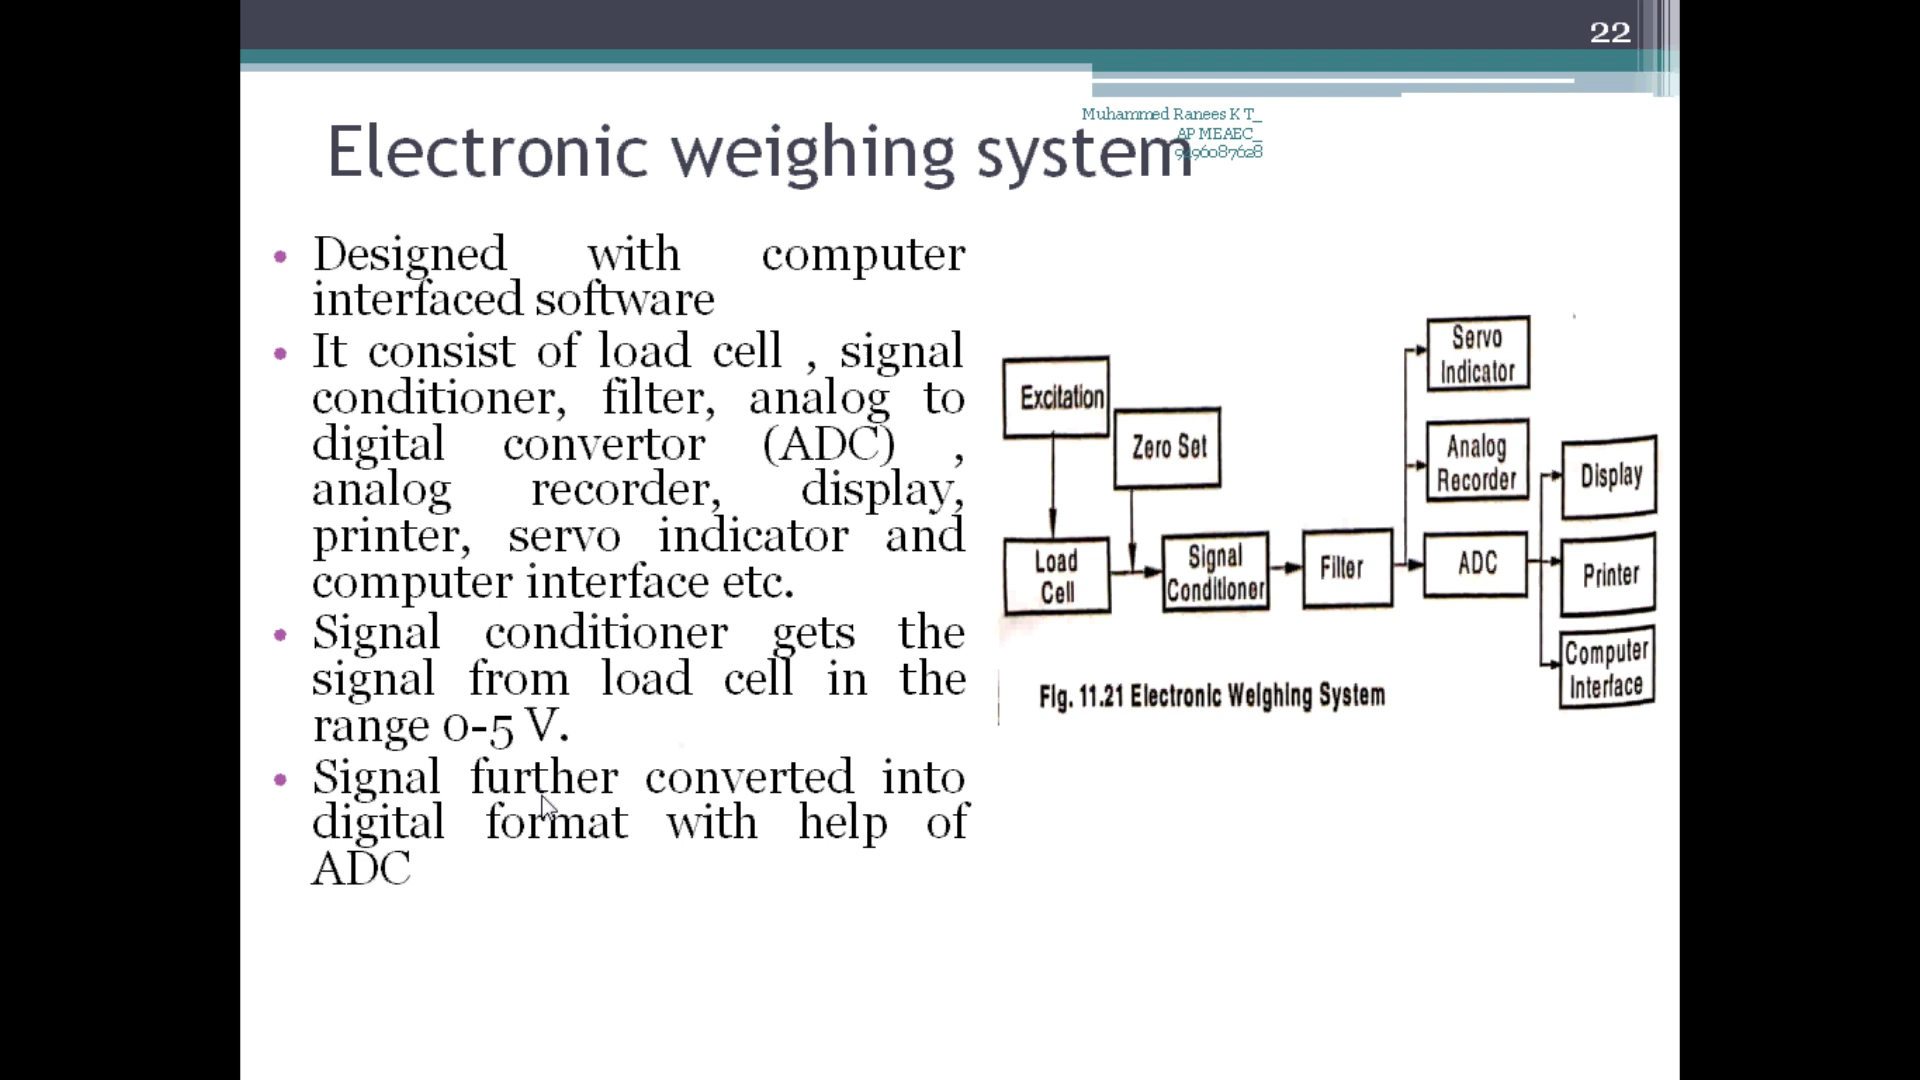 22
Muhammed Ranees K T_
AP MEAEC_
9496087628
Electronic weighing system
• Designed with computer
interfaced software
• It consist of load cell , signal
conditioner, filter, analog to
digital convertor (ADC) ,
analog recorder, display,
printer, servo indicator and
computer interface etc.
• Signal conditioner gets the
signal from load cell in the
range 0-5 V.
• Signal further converted into
digital format with help of
ADC
Servo
Indicator
Excitation
Zero Set
Analog
Recorder
Display
Load
Cell
Signal
Conditioner
Filter
ADC
Printer
Computer
Interface
Fig. 11.21 Electronic Weighing System